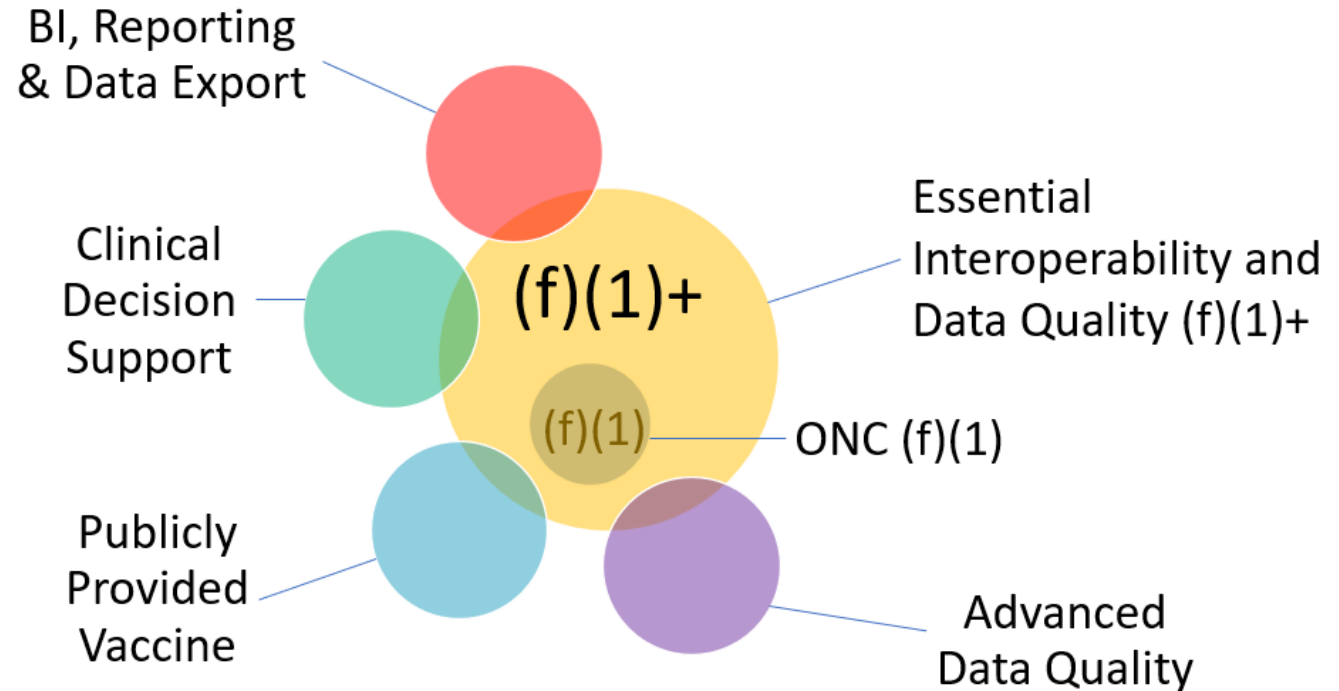 BI, Reporting
& Data Export
Essential
Interoperability and
Data Quality (f)(1)+
Clinical
Decision
Support
(f)(1)+
(f)(1)
ONC (f)(1)
Publicly
Provided
Vaccine
Advanced
Data Quality